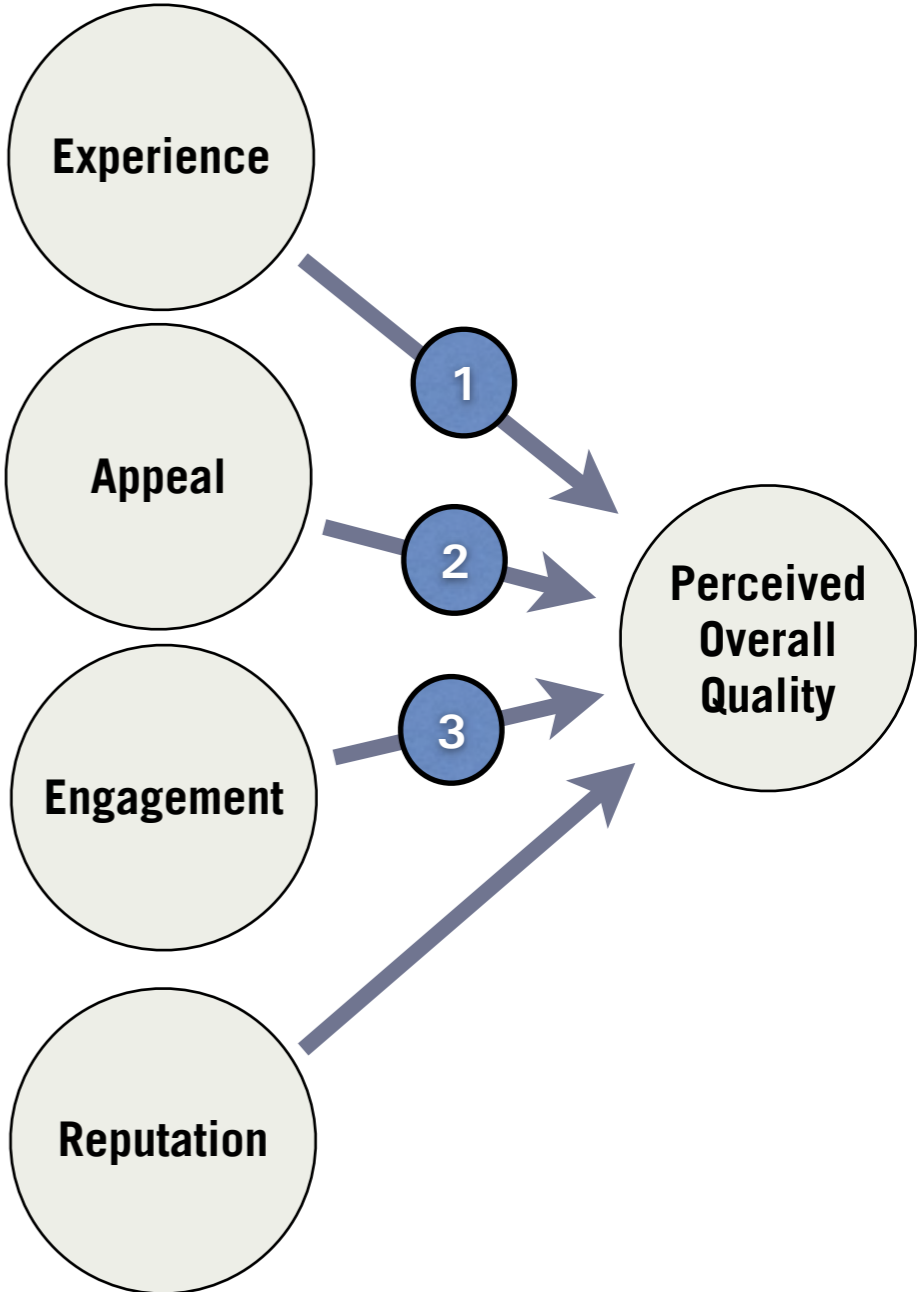 Experience
1
Appeal
2
Perceived
Overall
Quality
3
Engagement
Reputation